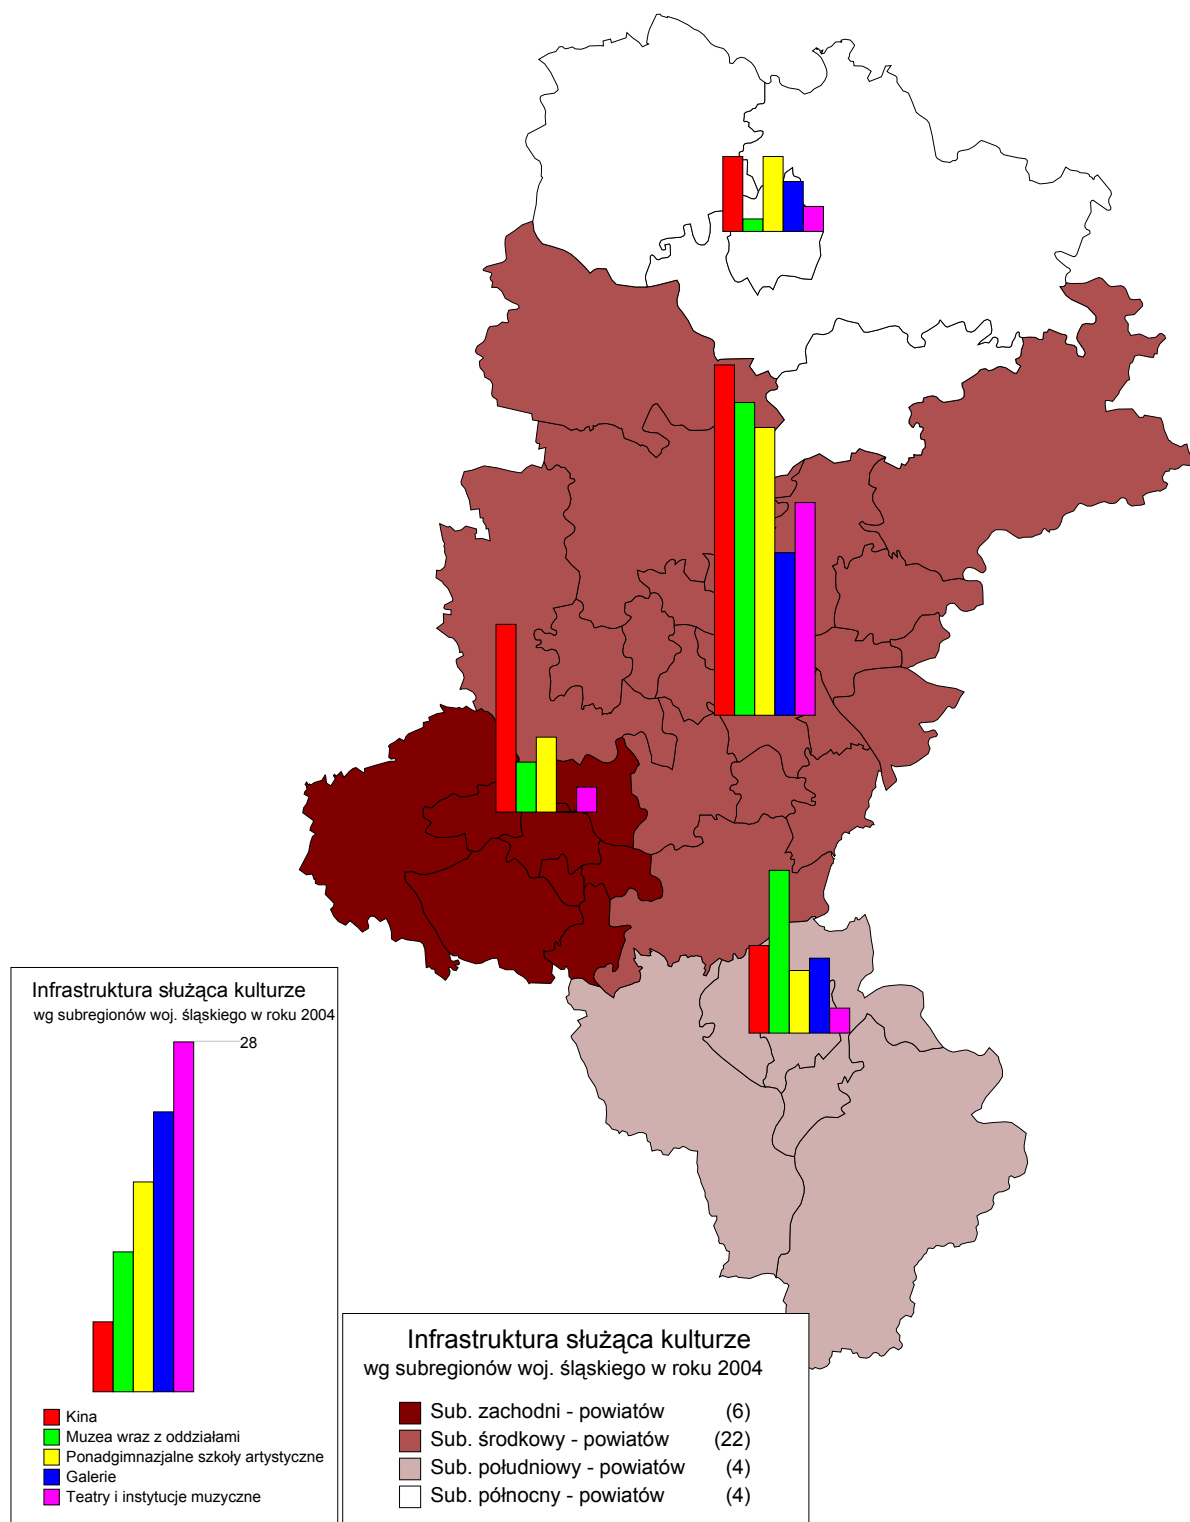 Infrastruktura służąca kulturze
wg subregionów woj. śląskiego w roku 2004
28
Kina
Muzea wraz z oddziałami
Ponadgimnazjalne szkoły artystyczne
Galerie
Teatry i instytucje muzyczne
Infrastruktura służąca kulturze
wg subregionów woj. śląskiego w roku 2004
Sub. zachodni - powiatów (6)
Sub. środkowy - powiatów (22)
Sub. południowy - powiatów (4)
Sub. północny - powiatów (4)